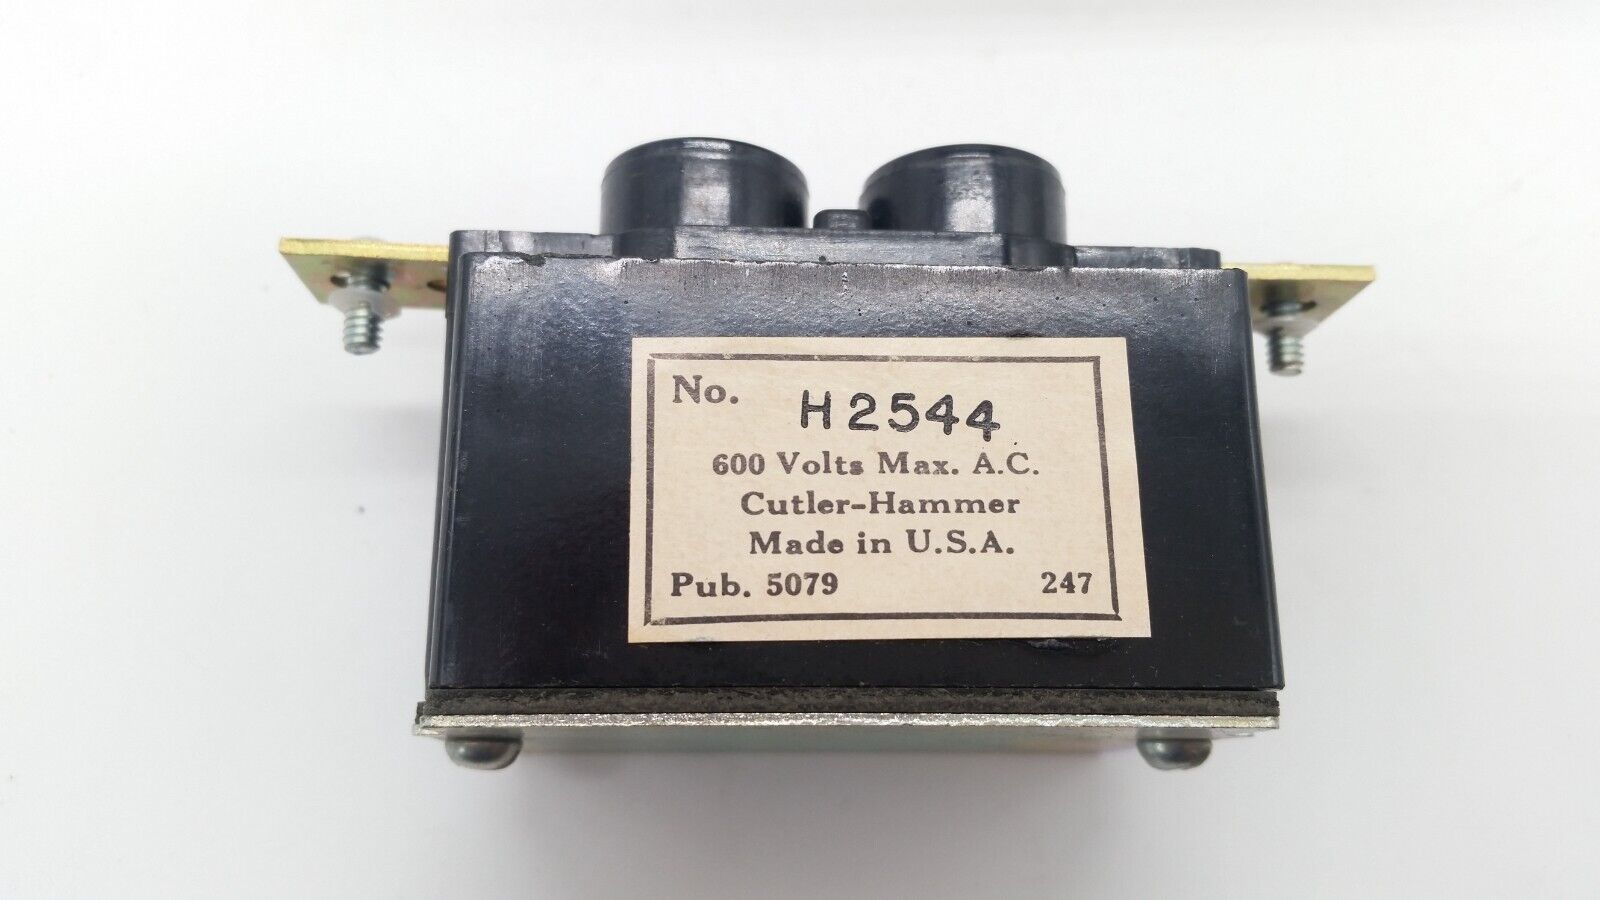 No. H2544
600 Volts Max. A.C.
Cutler-Hammer
Made in U.S.A.
Pub. 5079 247